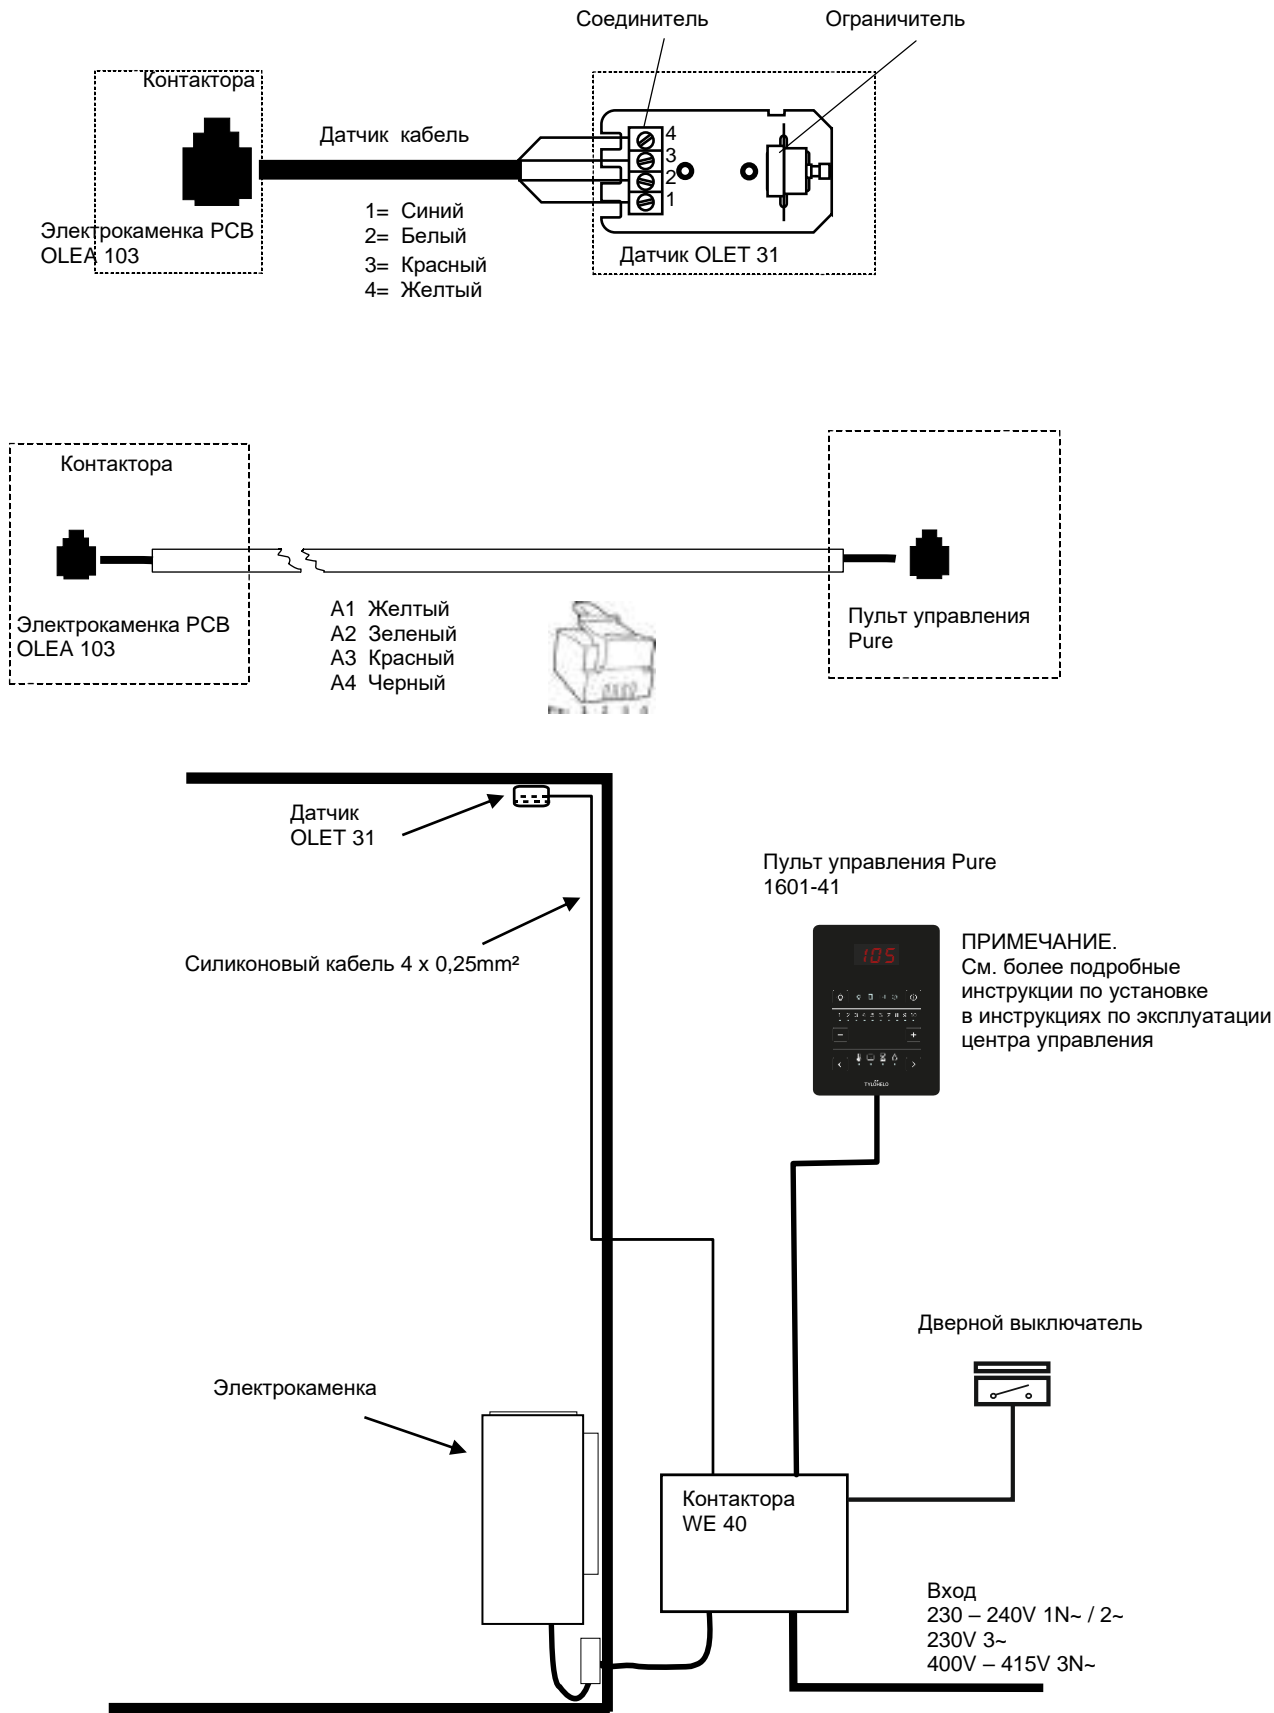 Соединитель
Ограничитель
Контактора
Датчик кабель
4
3
2
1
Электрокаменка PCB
OLEA 103
1= Синий
2= Белый
3= Красный
4= Желтый
Датчик OLET 31
Контактора
Электрокаменка PCB
OLEA 103
A1 Желтый
A2 Зеленый
A3 Красный
A4 Черный
Пульт управления
Pure
Датчик
OLET 31
Силиконовый кабель 4 x 0,25mm²
Пульт управления Pure
1601-41
105
TYLÖHELO
ПРИМЕЧАНИЕ.
См. более подробные
инструкции по установке
в инструкциях по эксплуатации
центра управления
Дверной выключатель
Электрокаменка
Контактора
WE 40
Вход
230 – 240V 1N~ / 2~
230V 3~
400V – 415V 3N~